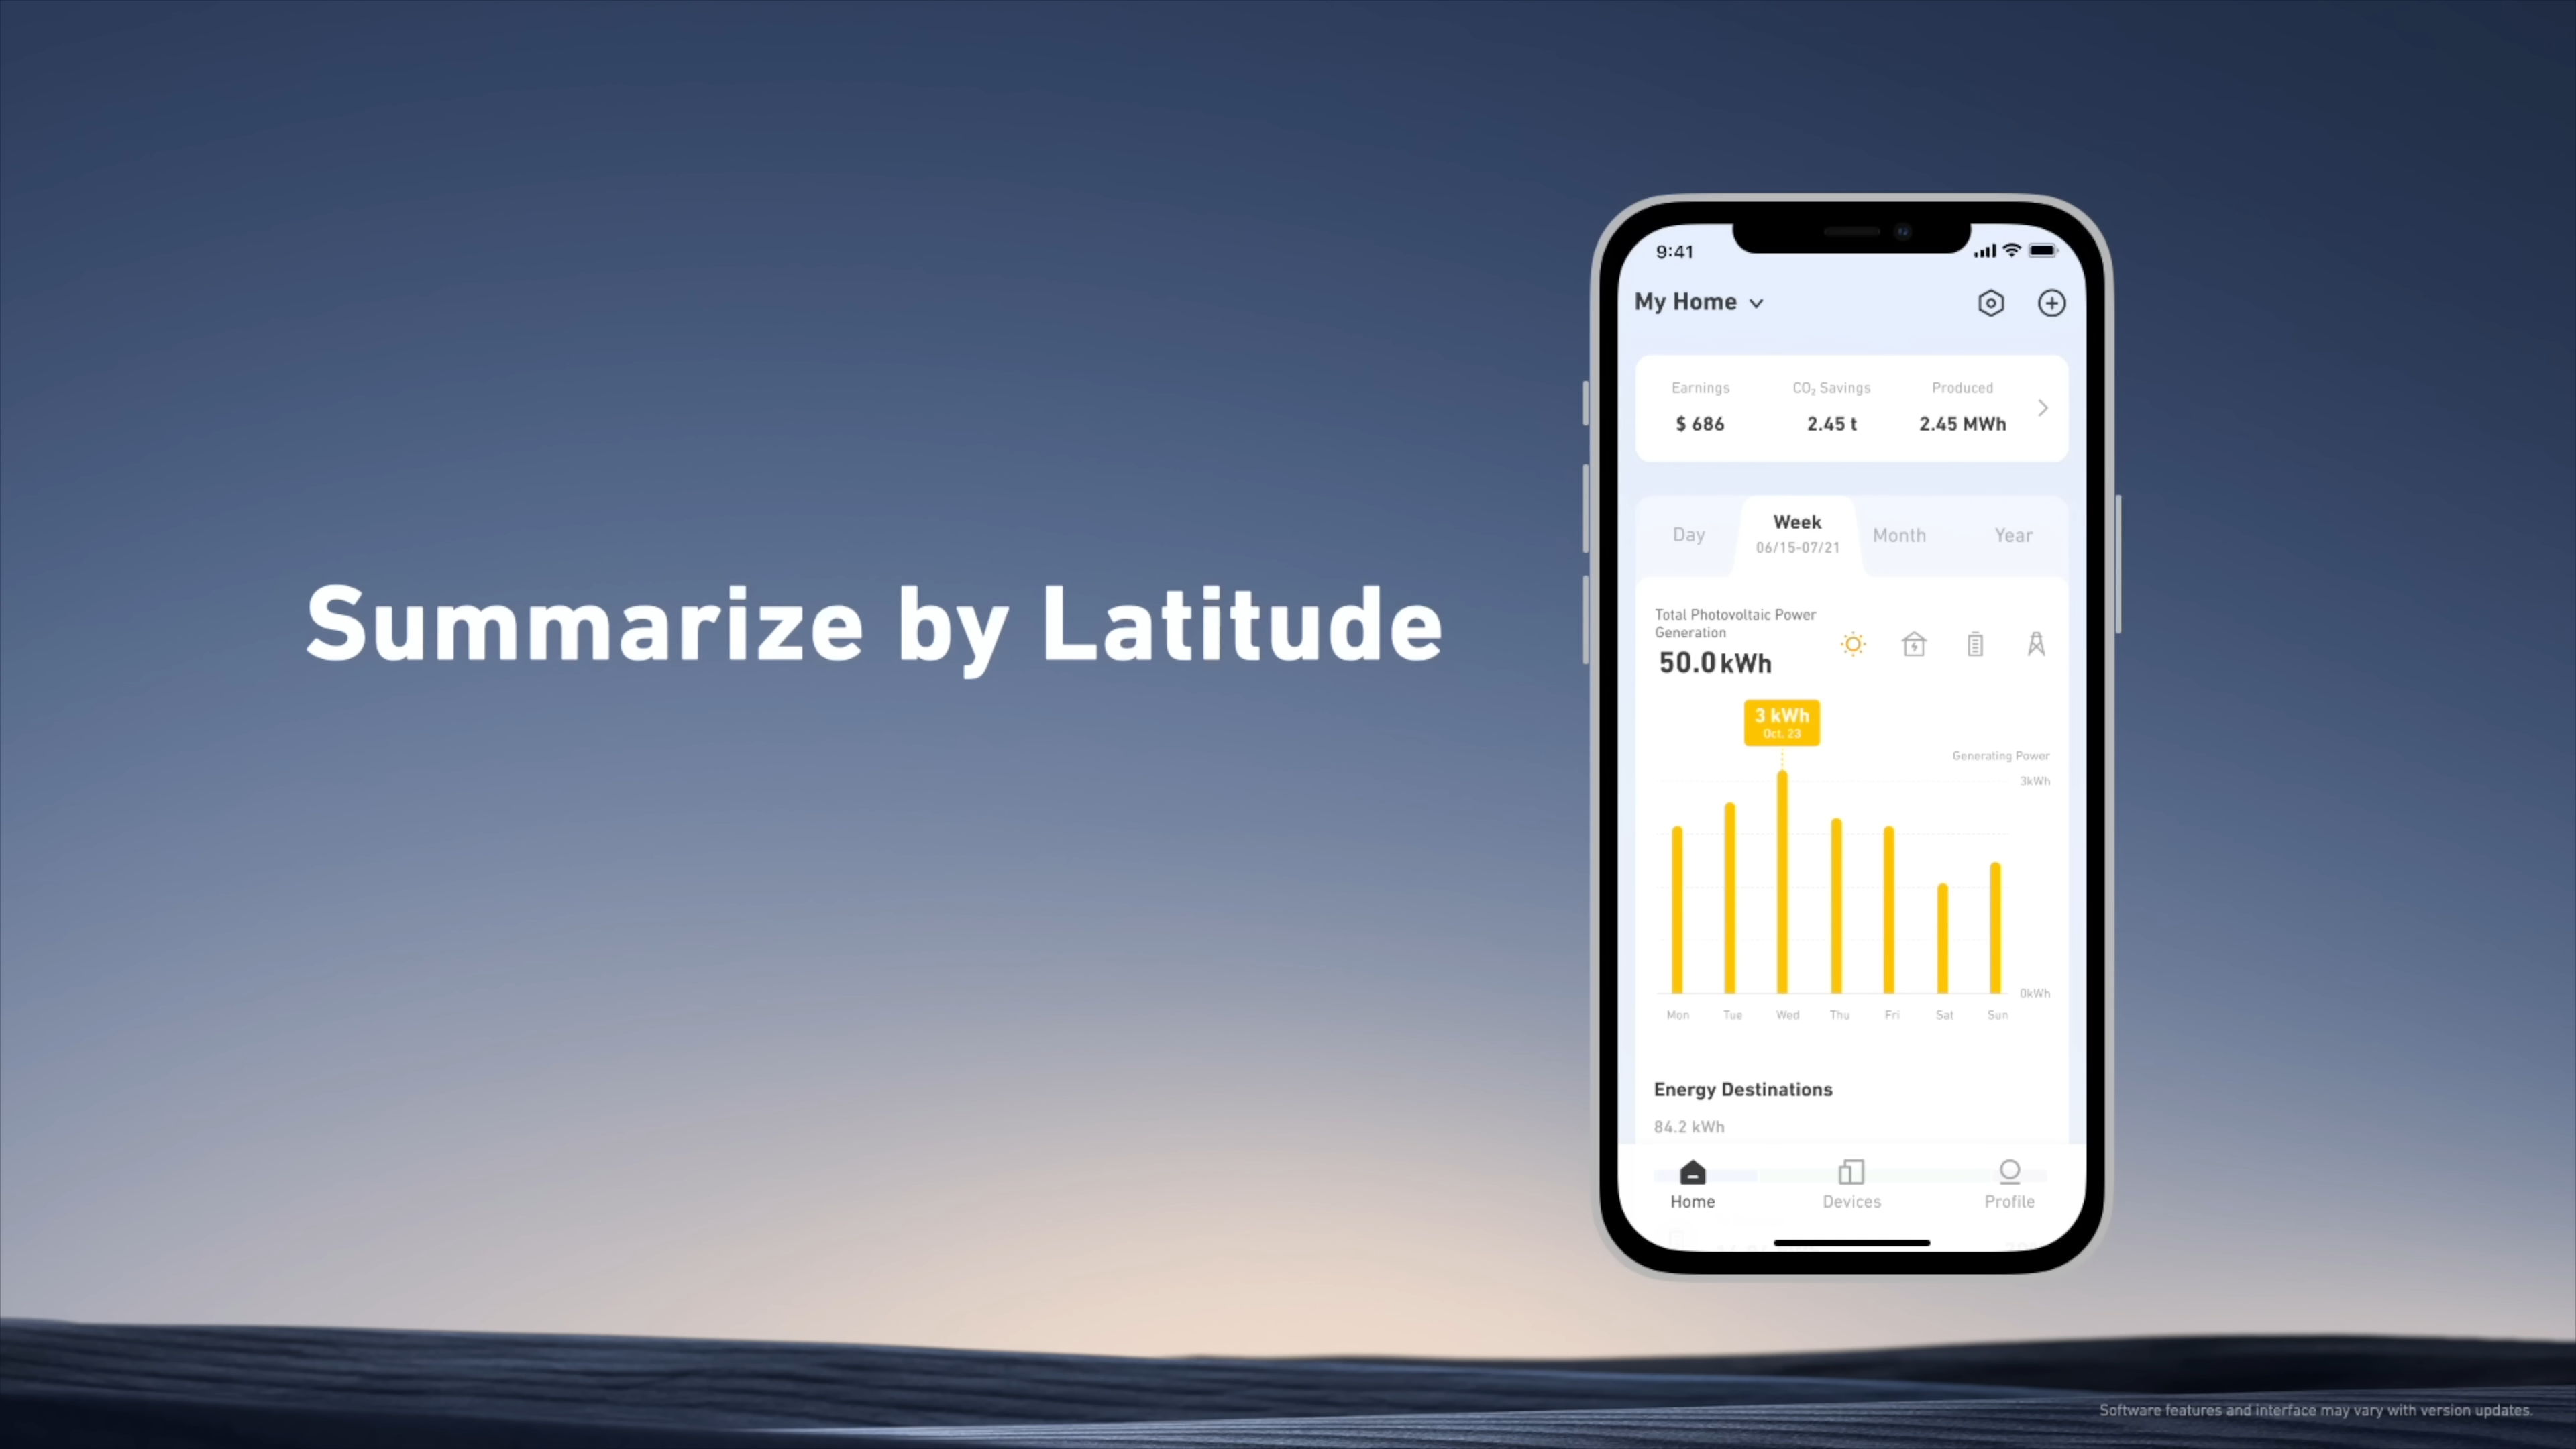 Summarize by Latitude
9:41
My Home
Earnings
CO₂ Savings
Produced
$ 686
2.45 t
2.45 MWh
Day
Week
06/15-07/21
Month
Year
Total Photovoltaic Power
Generation
50.0kWh
3 kWh
Oct. 23
Generating Power
3kWh
0kWh
Mon
Tue
Wed
Thu
Fri
Sat
Sun
Energy Destinations
84.2 kWh
Home
Devices
Profile
Software features and interface may vary with version updates.